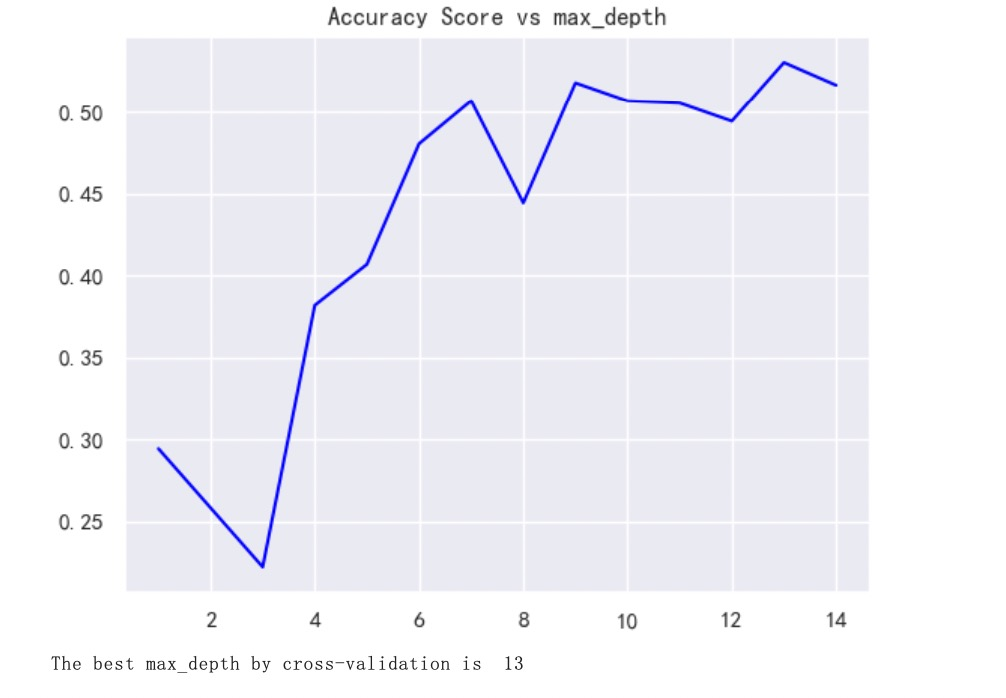 Accuracy Score vs max_depth
0.50
0.45
0.40
0.35
0.30
0.25
2 4 6 8 10 12 14
The best max_depth by cross-validation is 13